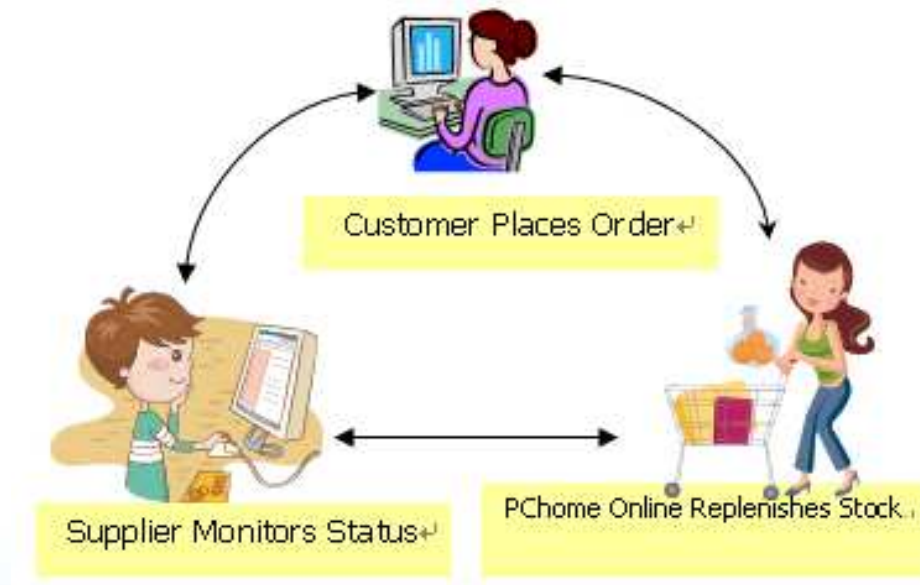 Customer Places Order↵
Supplier Monitors Status↵
PChome Online Replenishes Stock